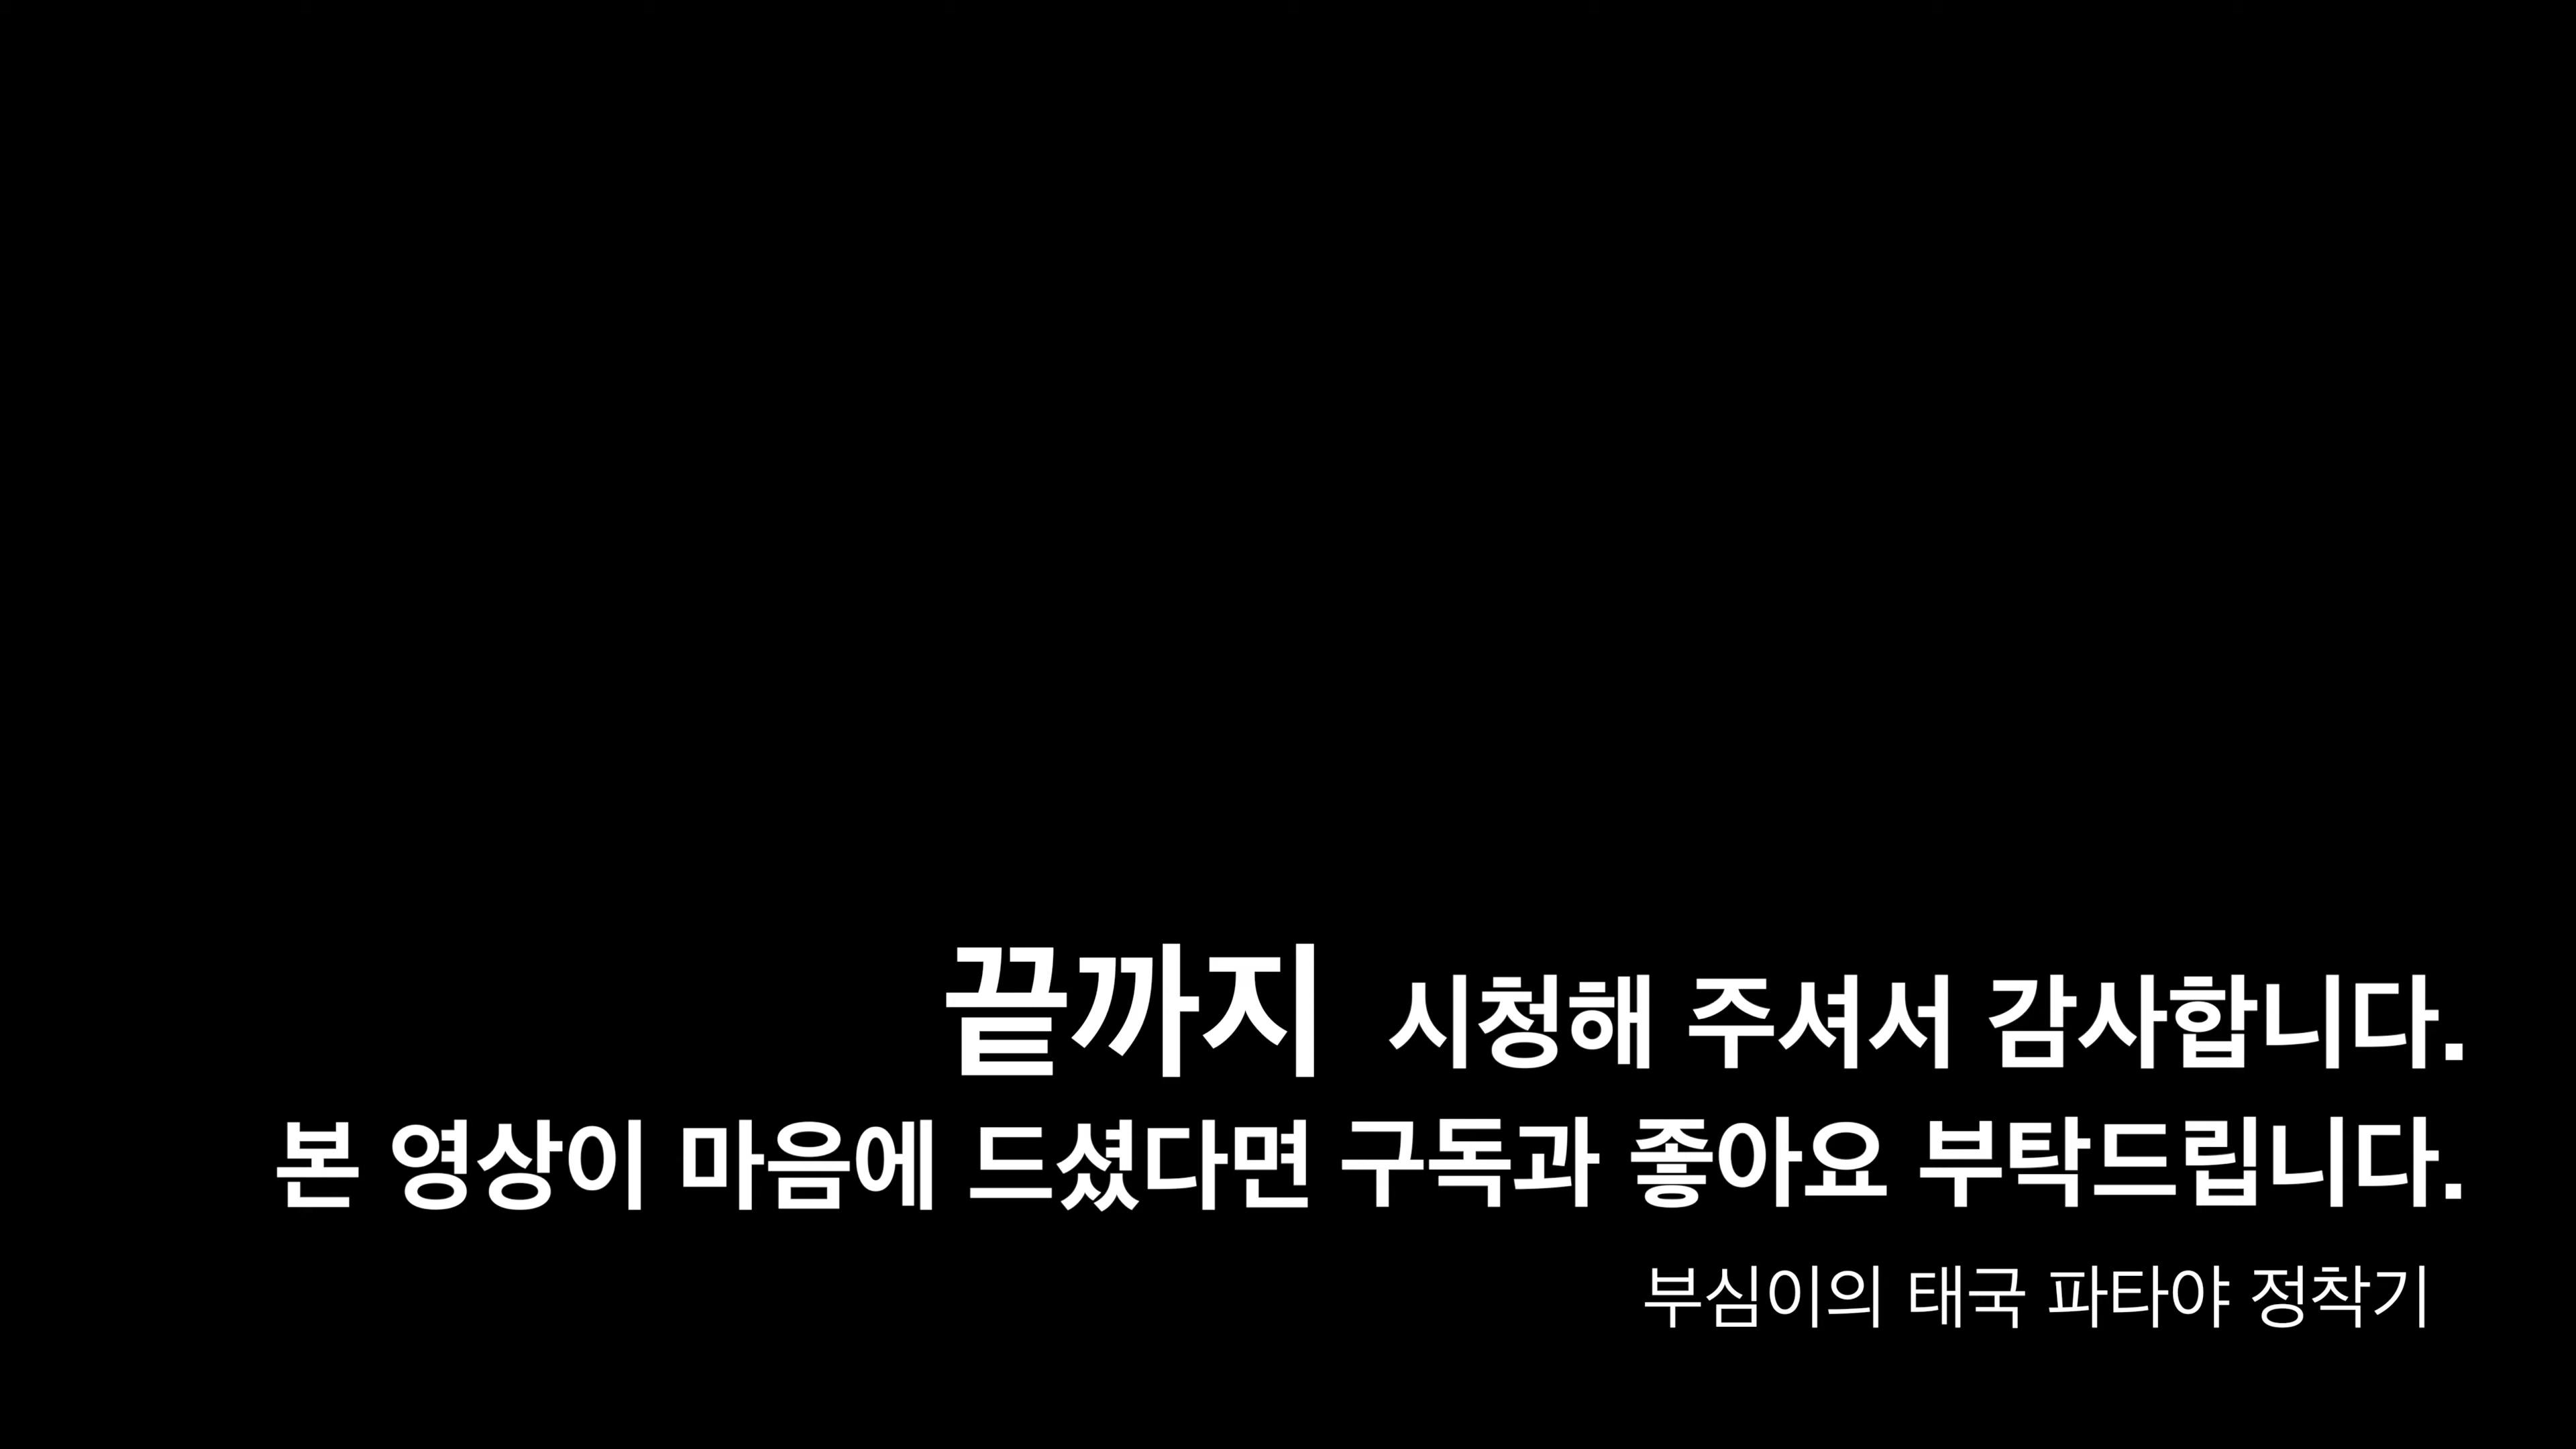 끝까지 시청해 주셔서 감사합니다.
본 영상이 마음에 드셨다면 구독과 좋아요 부탁드립니다.
부심이의 태국 파타야 정착기